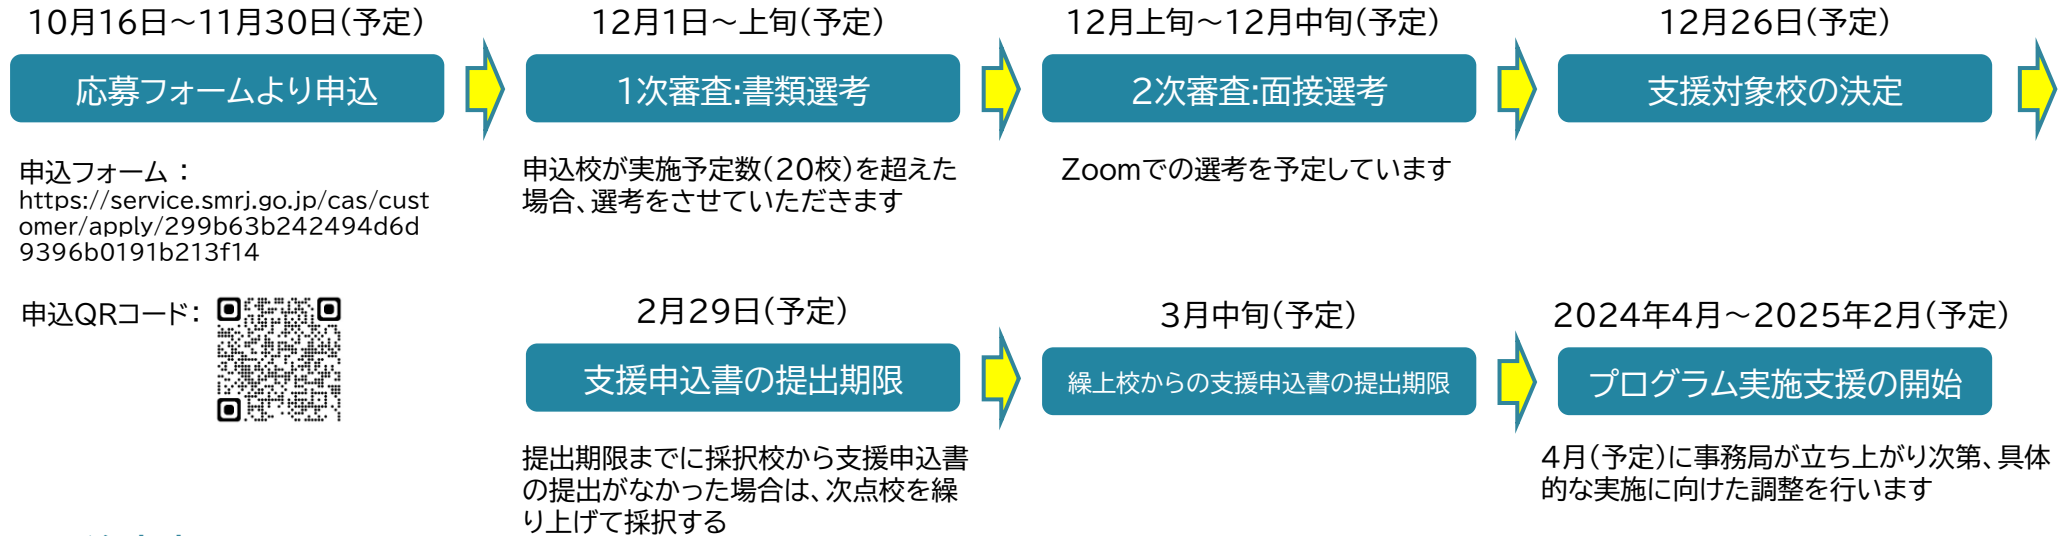 10月16日～11月30日(予定)
応募フォームより申込
申込フォーム ：
https://service.smrj.go.jp/cas/cust
omer/apply/299b63b242494d6d
9396b0191b213f14
申込QRコード：
12月1日～上旬(予定)
1次審査:書類選考
申込校が実施予定数(20校)を超えた
場合、選考をさせていただきます
12月上旬～12月中旬(予定)
2次審査:面接選考
Zoomでの選考を予定しています
12月26日(予定)
支援対象校の決定
2月29日(予定)
支援申込書の提出期限
提出期限までに採択校から支援申込書
の提出がなかった場合は、次点校を繰
り上げて採択する
3月中旬(予定)
繰上校からの支援申込書の提出期限
2024年4月～2025年2月(予定)
プログラム実施支援の開始
4月(予定)に事務局が立ち上がり次第、具体
的な実施に向けた調整を行います